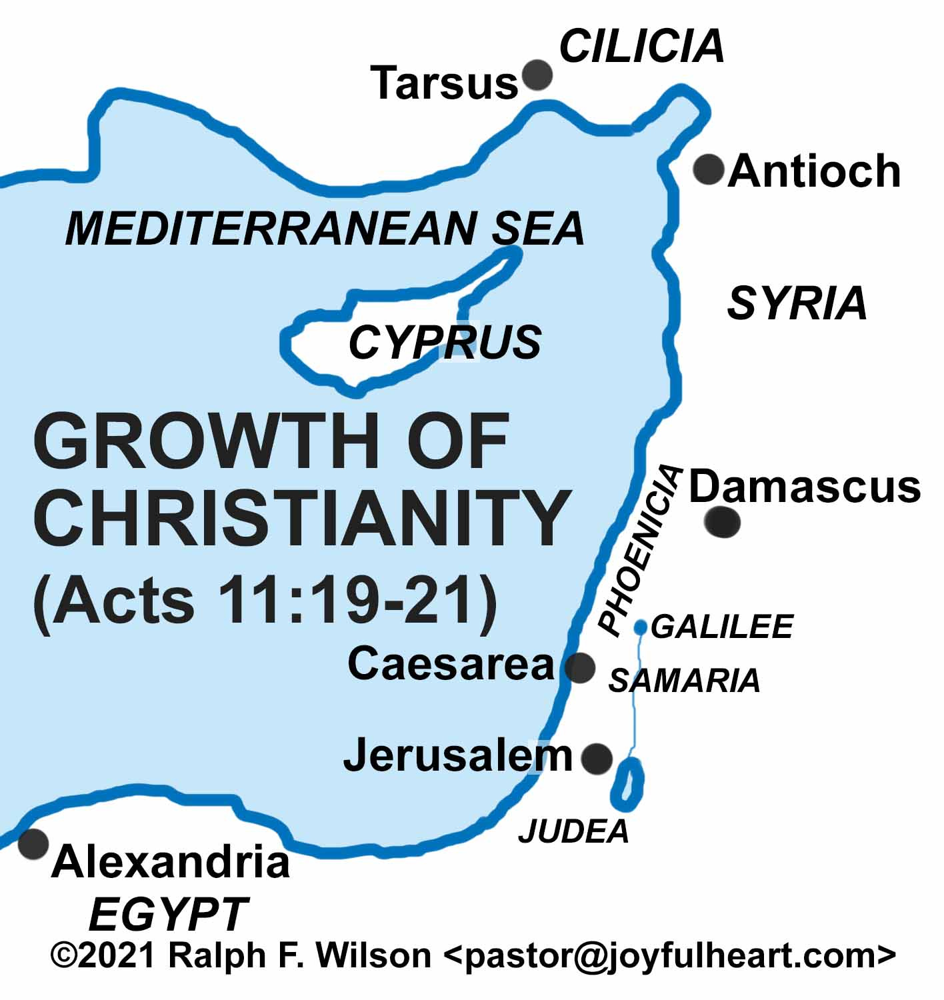 CILICIA
Tarsus
Antioch
MEDITERRANEAN SEA
SYRIA
CYPRUS
GROWTH OF
CHRISTIANITY
(Acts 11:19-21)
PHOENICIA
Damascus
GALILEE
Caesarea
SAMARIA
Jerusalem
JUDEA
Alexandria
EGYPT
©2021 Ralph F. Wilson <pastor@joyfulheart.com>